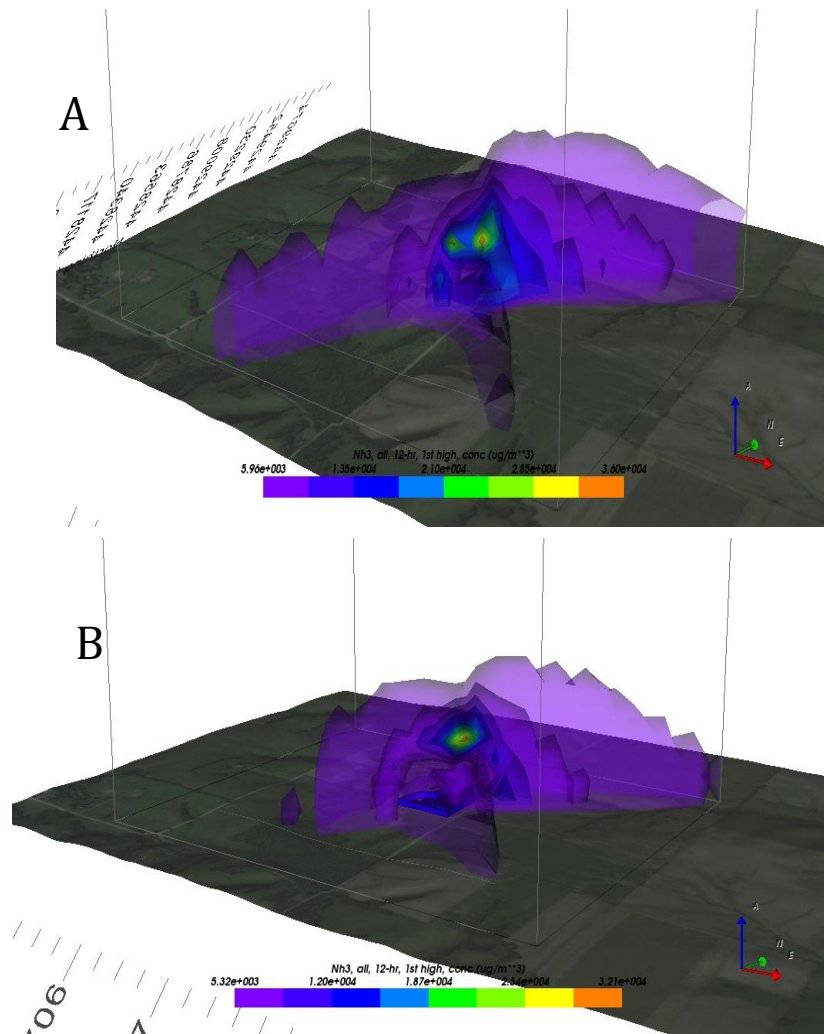 A
A
N
E
Nh3, all, 12-hr, 1st high, conc (ug/m**3)
5.96e+003 1.35e+004 2.10e+004 2.85e+004 3.60e+004
B
A
N
E
Nh3, all, 12-hr, 1st high, conc (ug/m**3)
5.32e+003 1.20e+004 1.87e+004 2.54e+004 3.21e+004